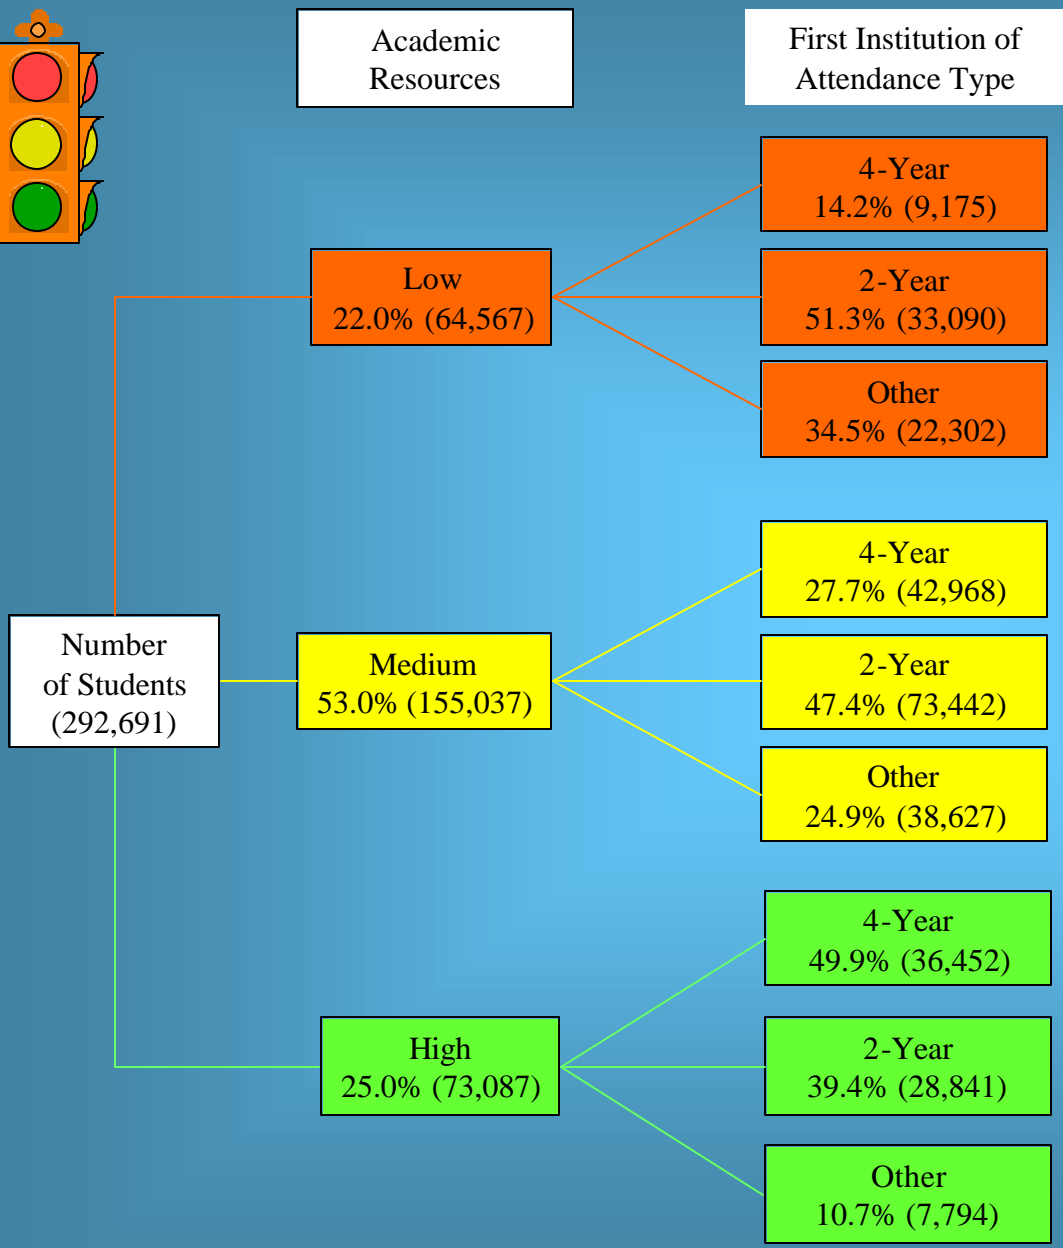 Academic
Resources
First Institution of
Attendance Type
4-Year
14.2% (9,175)
Low
22.0% (64,567)
2-Year
51.3% (33,090)
Other
34.5% (22,302)
4-Year
27.7% (42,968)
Number
of Students
(292,691)
Medium
53.0% (155,037)
2-Year
47.4% (73,442)
Other
24.9% (38,627)
4-Year
49.9% (36,452)
High
25.0% (73,087)
2-Year
39.4% (28,841)
Other
10.7% (7,794)